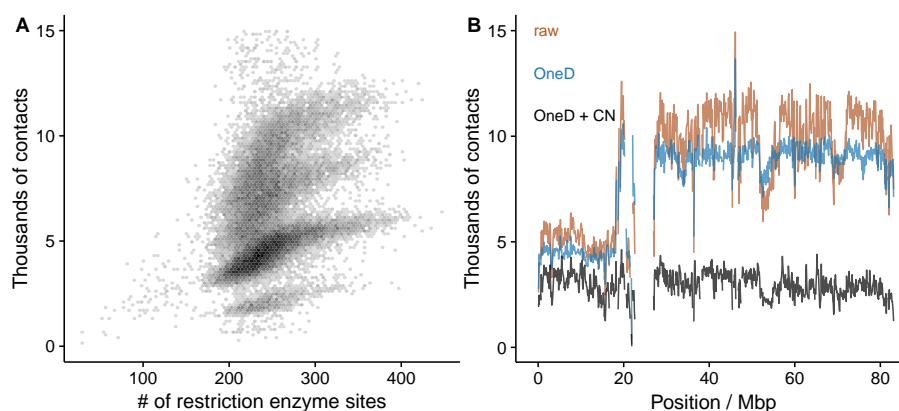 A
Thousands of contacts
15
10
5
0
100
200
300
400
# of restriction enzyme sites
B
raw
OneD
OneD + CN
Thousands of contacts
15
10
5
0
0
20
40
60
80
Position / Mbp